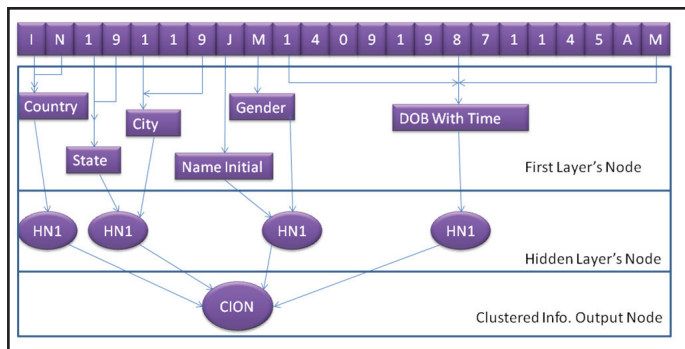 I N 1 9 1 1 9 J M 1 4 0 9 1 9 8 7 1 1 4 5 A M
Country
Gender
City
DOB With Time
State
Name Initial
First Layer's Node
HN1 HN1 HN1 HN1
Hidden Layer's Node
CION
Clustered Info. Output Node